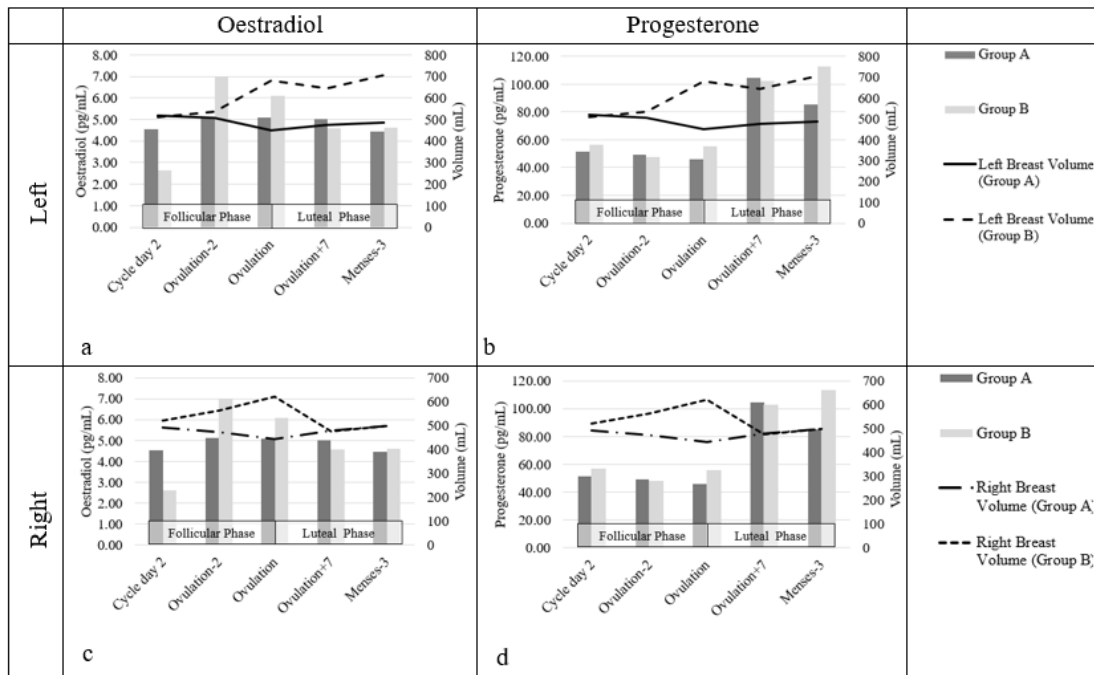 Oestradiol
Progesterone
Left
8.00
7.00
6.00
5.00
4.00
3.00
2.00
1.00
0.00
Oestradiol (pg/mL)
800
700
600
500
400
300
200
100
0
Volume (mL)
Follicular Phase
Luteal Phase
Cycle day 2
Ovulation-2
Ovulation
Ovulation+7
Menses-3
a
120.00
100.00
80.00
60.00
40.00
20.00
0.00
Progesterone (pg/mL)
800
700
600
500
400
300
200
100
0
Volume (mL)
Follicular Phase
Luteal Phase
Cycle day 2
Ovulation-2
Ovulation
Ovulation+7
Menses-3
b
Group A
Group B
Left Breast Volume
(Group A)
Left Breast Volume
(Group B)
Right
8.00
7.00
6.00
5.00
4.00
3.00
2.00
1.00
0.00
Oestradiol (pg/mL)
700
600
500
400
300
200
100
0
Volume (mL)
Follicular Phase
Luteal Phase
Cycle day 2
Ovulation-2
Ovulation
Ovulation+7
Menses-3
c
120.00
100.00
80.00
60.00
40.00
20.00
0.00
Progesterone (pg/mL)
700
600
500
400
300
200
100
0
Volume (mL)
Follicular Phase
Luteal Phase
Cycle day 2
Ovulation-2
Ovulation
Ovulation+7
Menses-3
d
Group A
Group B
Right Breast
Volume (Group A)
Right Breast
Volume (Group B)